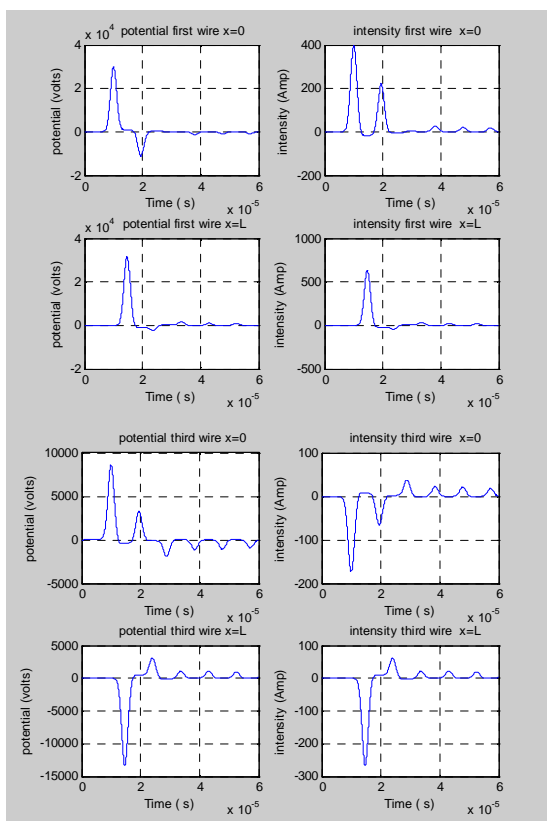 x 10^4 potential first wire x=0
potential (volts)
4
2
0
-2
0 2 4 6
Time ( s) x 10^-5
intensity first wire x=0
intensity (Amp)
400
200
0
-200
0 2 4 6
Time ( s) x 10^-5
x 10^4 potential first wire x=L
potential (volts)
4
2
0
-2
0 2 4 6
Time ( s) x 10^-5
intensity first wire x=L
intensity (Amp)
1000
500
0
-500
0 2 4 6
Time ( s) x 10^-5
potential third wire x=0
potential (volts)
10000
5000
0
-5000
0 2 4 6
Time ( s) x 10^-5
intensity third wire x=0
intensity (Amp)
100
0
-100
-200
0 2 4 6
Time ( s) x 10^-5
potential third wire x=L
potential (volts)
5000
0
-5000
-10000
-15000
0 2 4 6
Time ( s) x 10^-5
intensity third wire x=L
intensity (Amp)
100
0
-100
-200
-300
0 2 4 6
Time ( s) x 10^-5